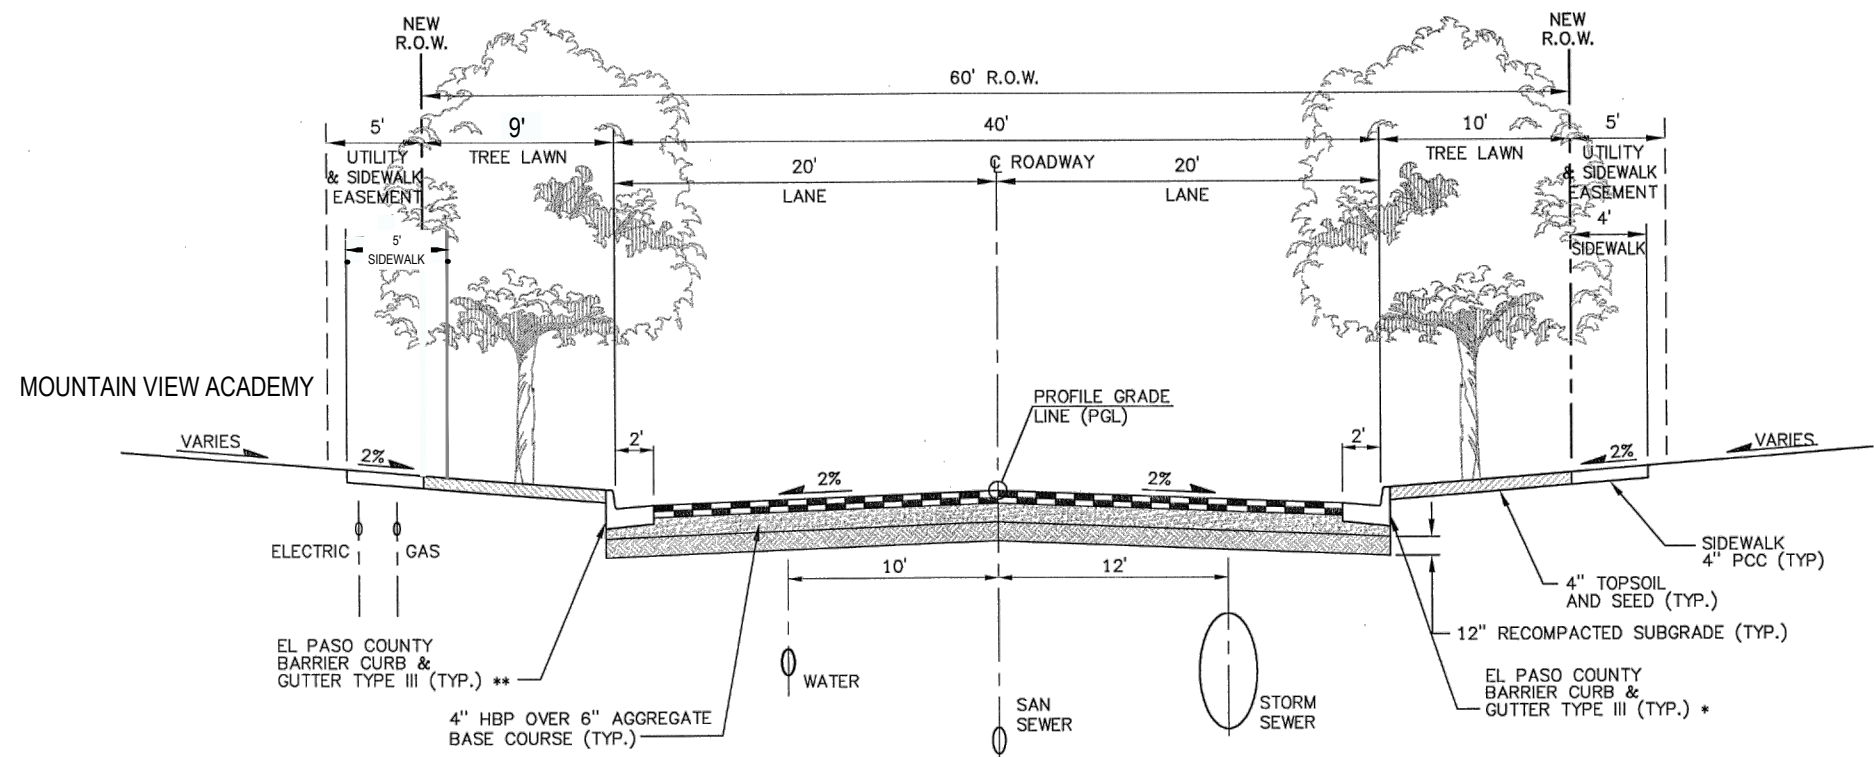 NEW
R.O.W.
NEW
R.O.W.
60' R.O.W.
5'
9'
40'
10'
5'
UTILITY
& SIDEWALK
EASEMENT
TREE LAWN
20'
LANE
℄ ROADWAY
20'
LANE
TREE LAWN
UTILITY
& SIDEWALK
EASEMENT
5'
SIDEWALK
4'
SIDEWALK
MOUNTAIN VIEW ACADEMY
PROFILE GRADE
LINE (PGL)
VARIES
2%
2'
2%
2%
2'
2%
VARIES
ELECTRIC
GAS
10'
12'
SIDEWALK
4" PCC (TYP)
4" TOPSOIL
AND SEED (TYP.)
12" RECOMPACTED SUBGRADE (TYP.)
EL PASO COUNTY
BARRIER CURB &
GUTTER TYPE III (TYP.) **
WATER
4" HBP OVER 6" AGGREGATE
BASE COURSE (TYP.)
SAN
SEWER
STORM
SEWER
EL PASO COUNTY
BARRIER CURB &
GUTTER TYPE III (TYP.) *